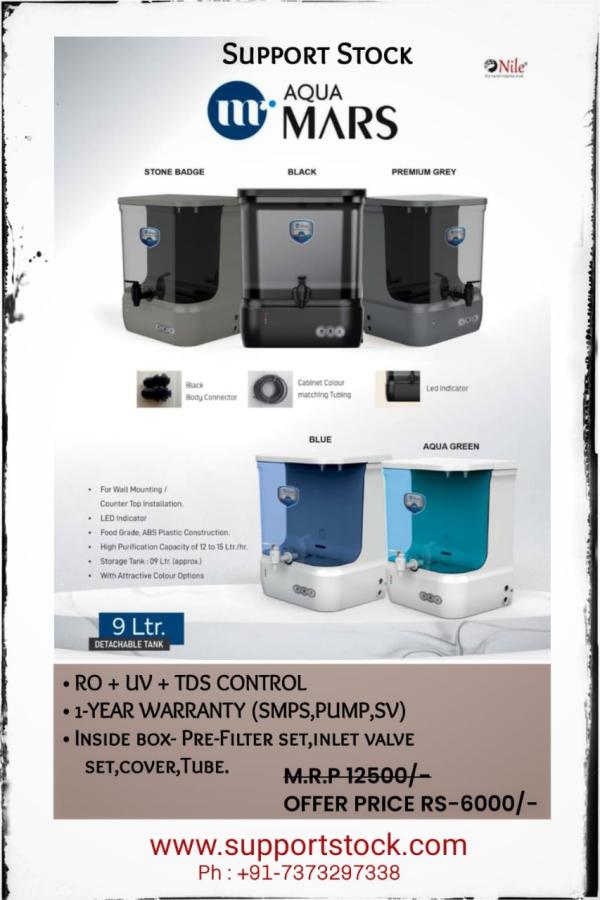 Support Stock
Nile
mr.
AQUA
MARS
STONE BADGE
BLACK
PREMIUM GREY
Black
Body Connector
Cabinet Colour
matching Tubing
Led Indicator
BLUE
AQUA GREEN
• For Wall Mounting /
Counter Top Installation.
• LED Indicator
• Food Grade, ABS Plastic Construction.
• High Purification Capacity of 12 to 15 Ltr./hr.
• Storage Tank : 09 Ltr. (approx.)
• With Attractive Colour Options
9 Ltr.
DETACHABLE TANK
• RO + UV + TDS CONTROL
• 1-YEAR WARRANTY (SMPS,PUMP,SV)
• Inside box- Pre-Filter set,inlet valve
set,cover,Tube.
M.R.P 12500/-
OFFER PRICE RS-6000/-
www.supportstock.com
Ph : +91-7373297338